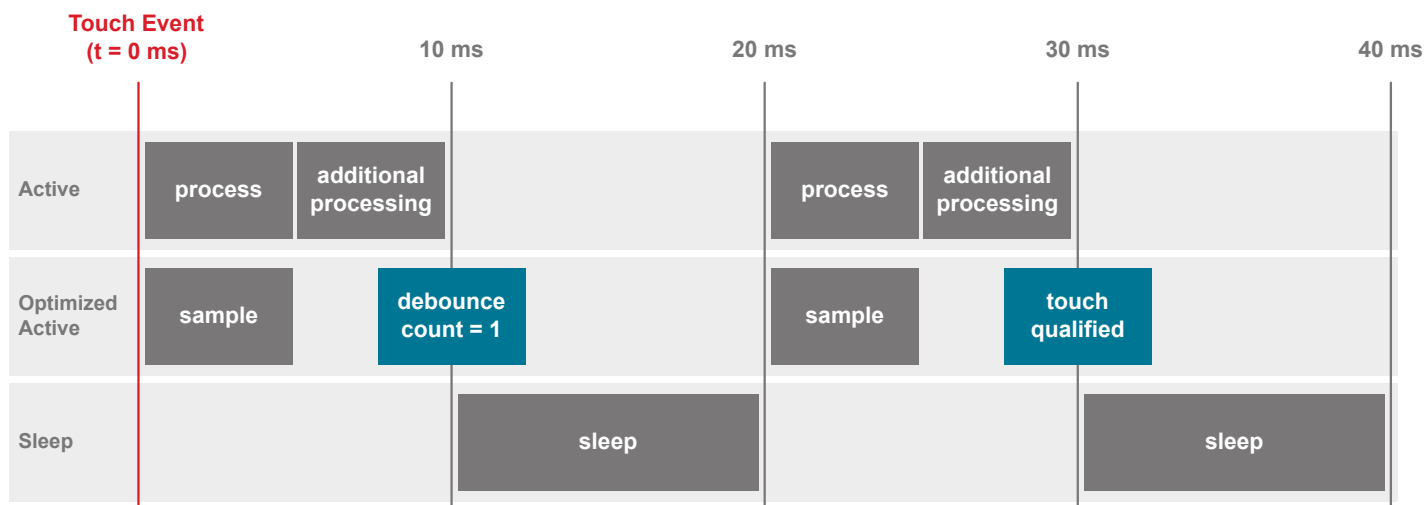 Touch Event
(t = 0 ms)
10 ms
20 ms
30 ms
40 ms
Active
process
additional
processing
process
additional
processing
Optimized
Active
sample
debounce
count = 1
sample
touch
qualified
Sleep
sleep
sleep